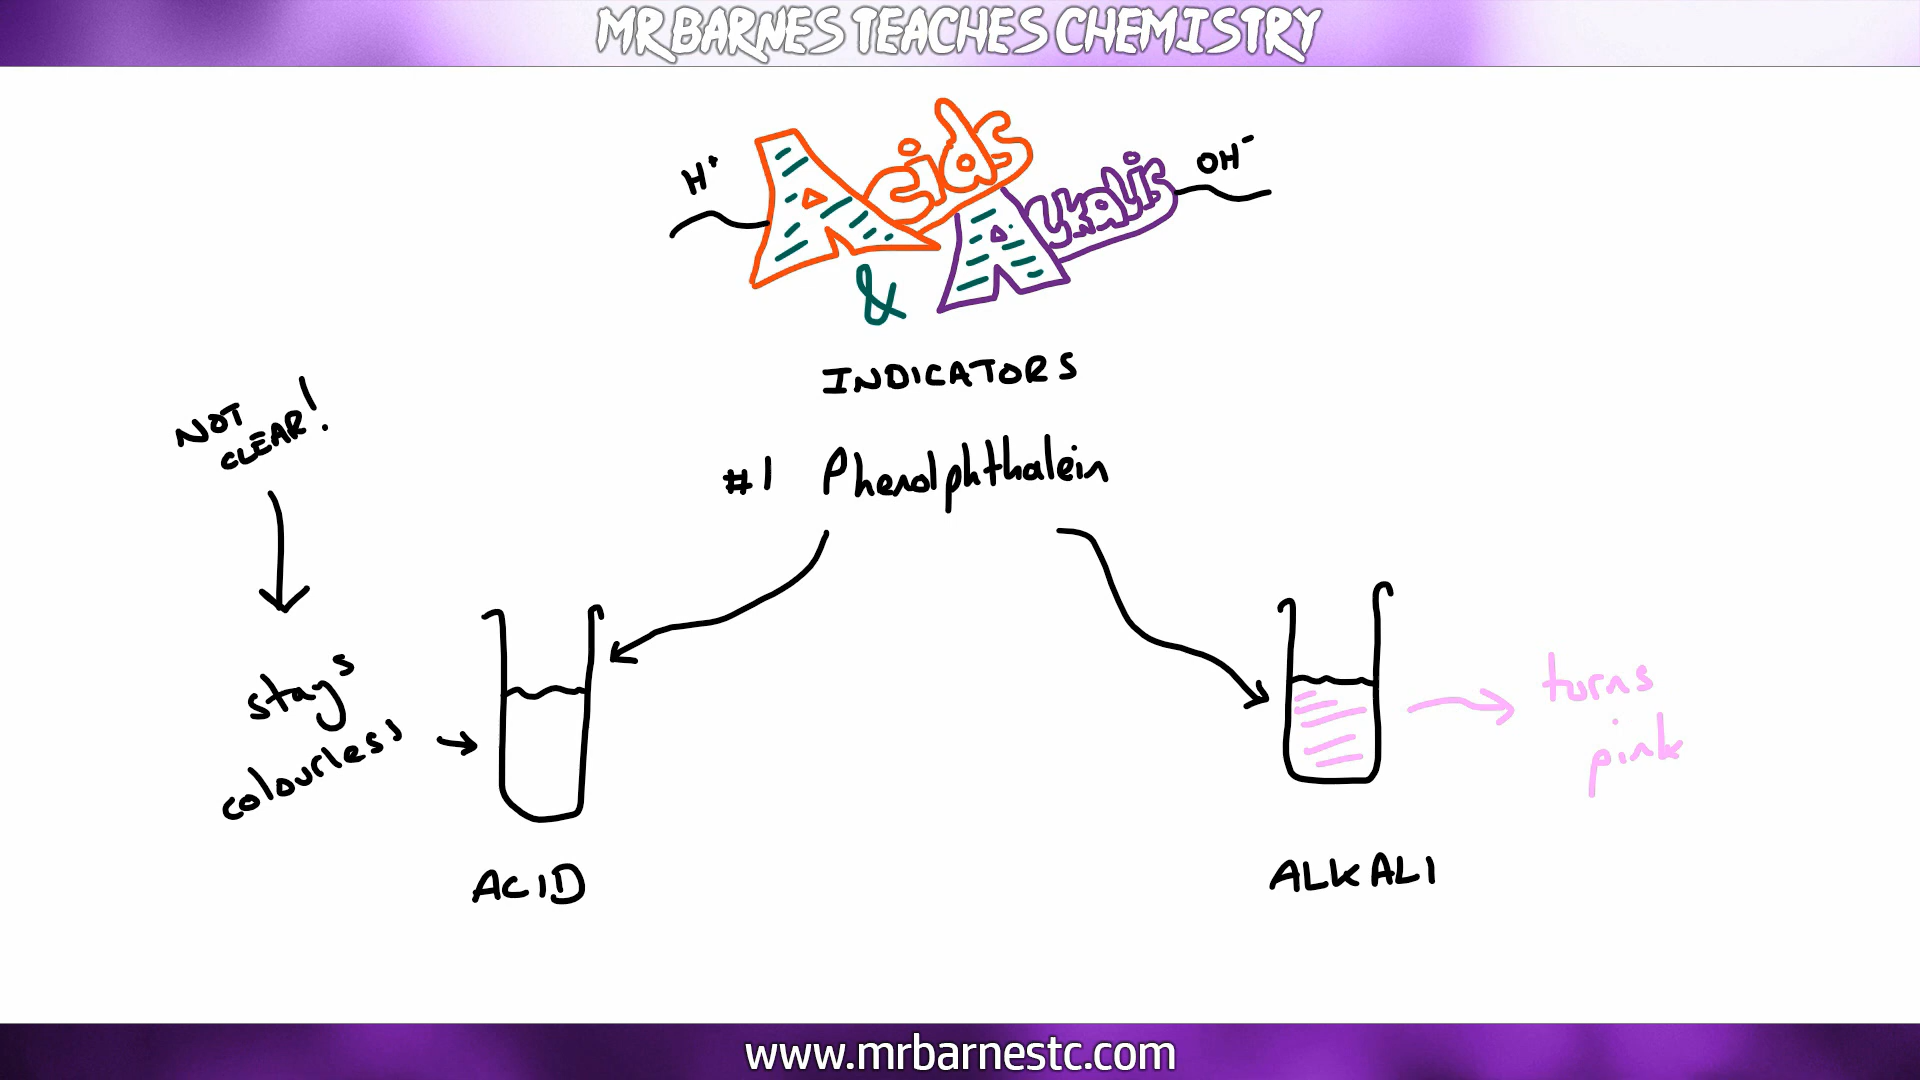 MR BARNES TEACHES CHEMISTRY
H⁺
Acids
& Alkalis
OH⁻
INDICATORS
#1 Phenolphthalein
NOT
CLEAR!
stays
colourless
ACID
turns
pink
ALKALI
www.mrbarnestc.com